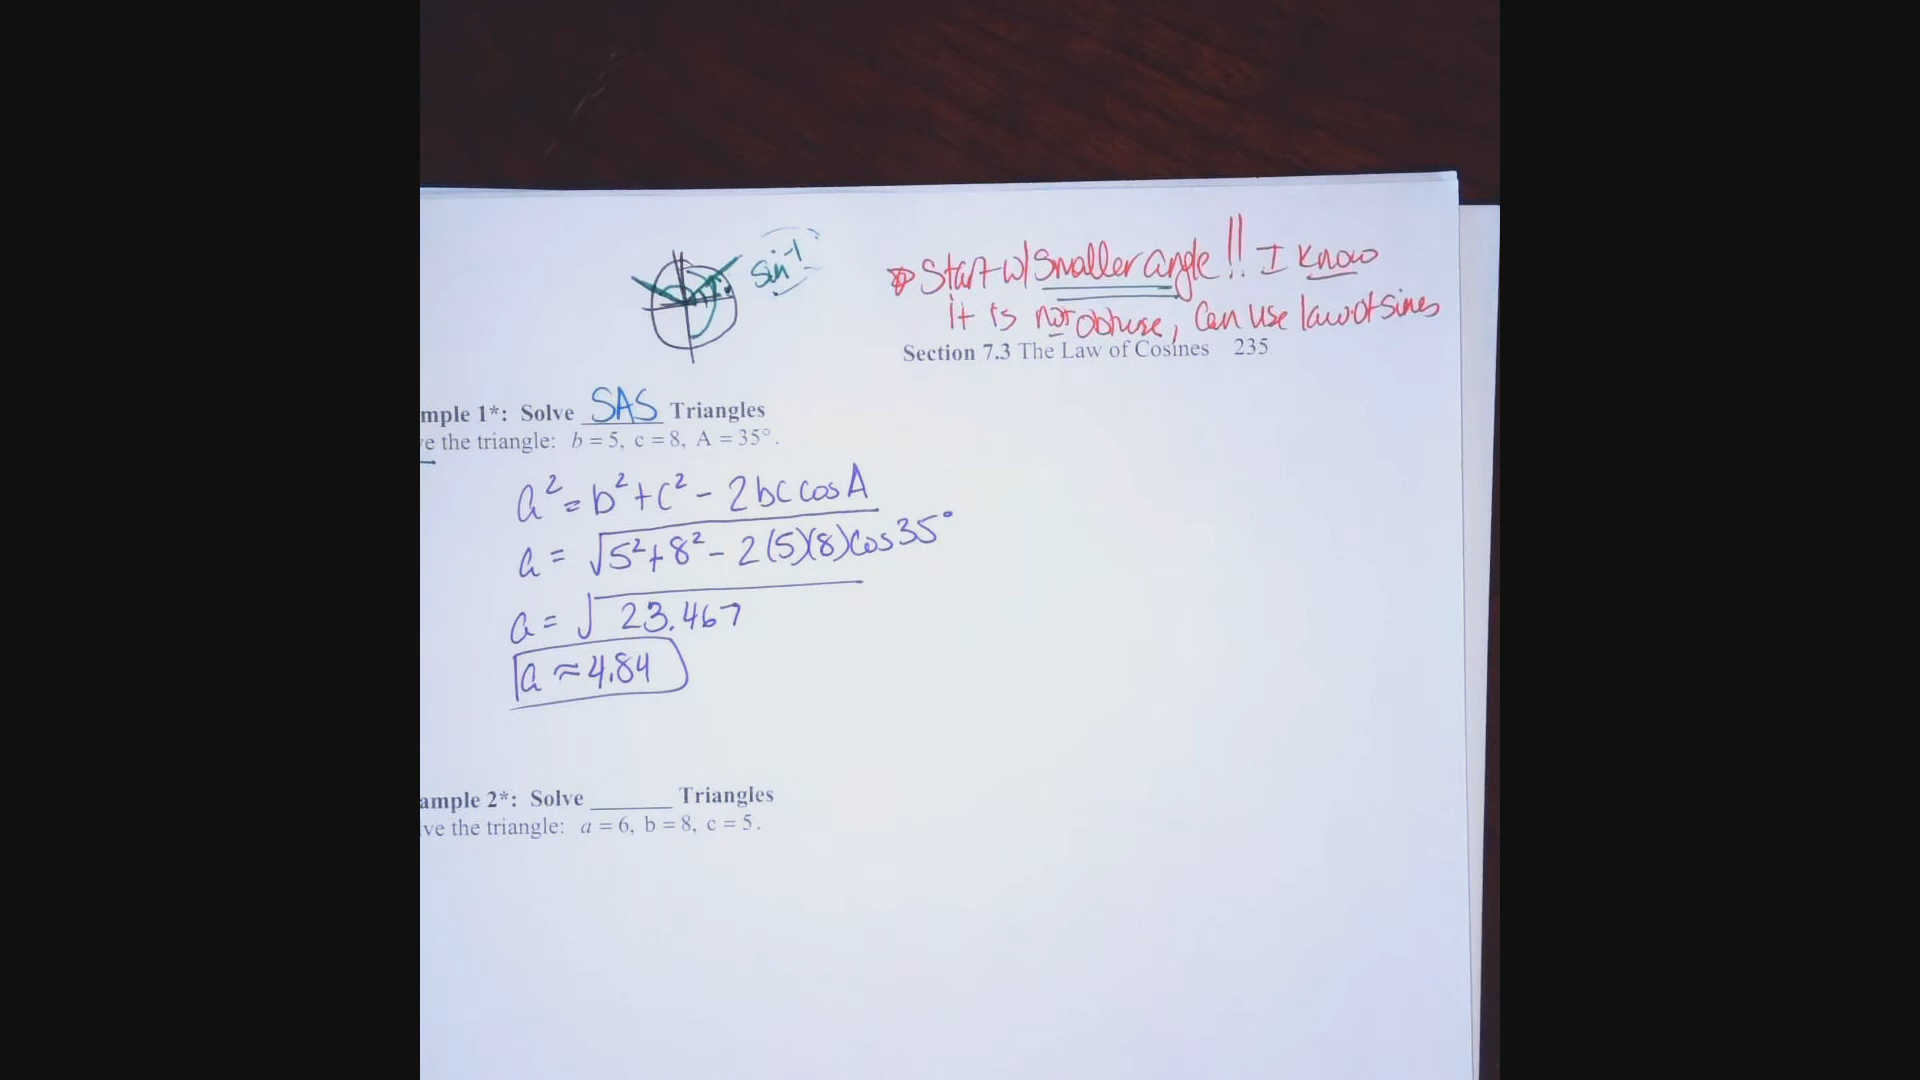 sin⁻¹
Start w/ smaller angle!! I know
it is not obtuse, can use law of sines
Section 7.3 The Law of Cosines 235
mple 1*: Solve SAS Triangles
e the triangle: b = 5, c = 8, A = 35°.
a² = b² + c² - 2bc cos A
a = √5² + 8² - 2(5)(8)cos 35°
a = √23.467
a ≈ 4.84
ample 2*: Solve ______ Triangles
ve the triangle: a = 6, b = 8, c = 5.